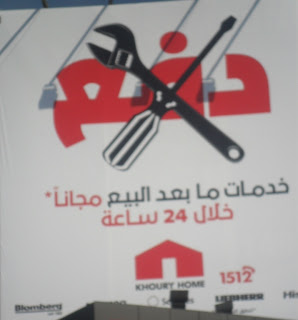 دفع
خدمات ما بعد البيع مجاناً*
خلال 24 ساعة
KHOURY HOME
1512
Blomberg
LIEBHERR